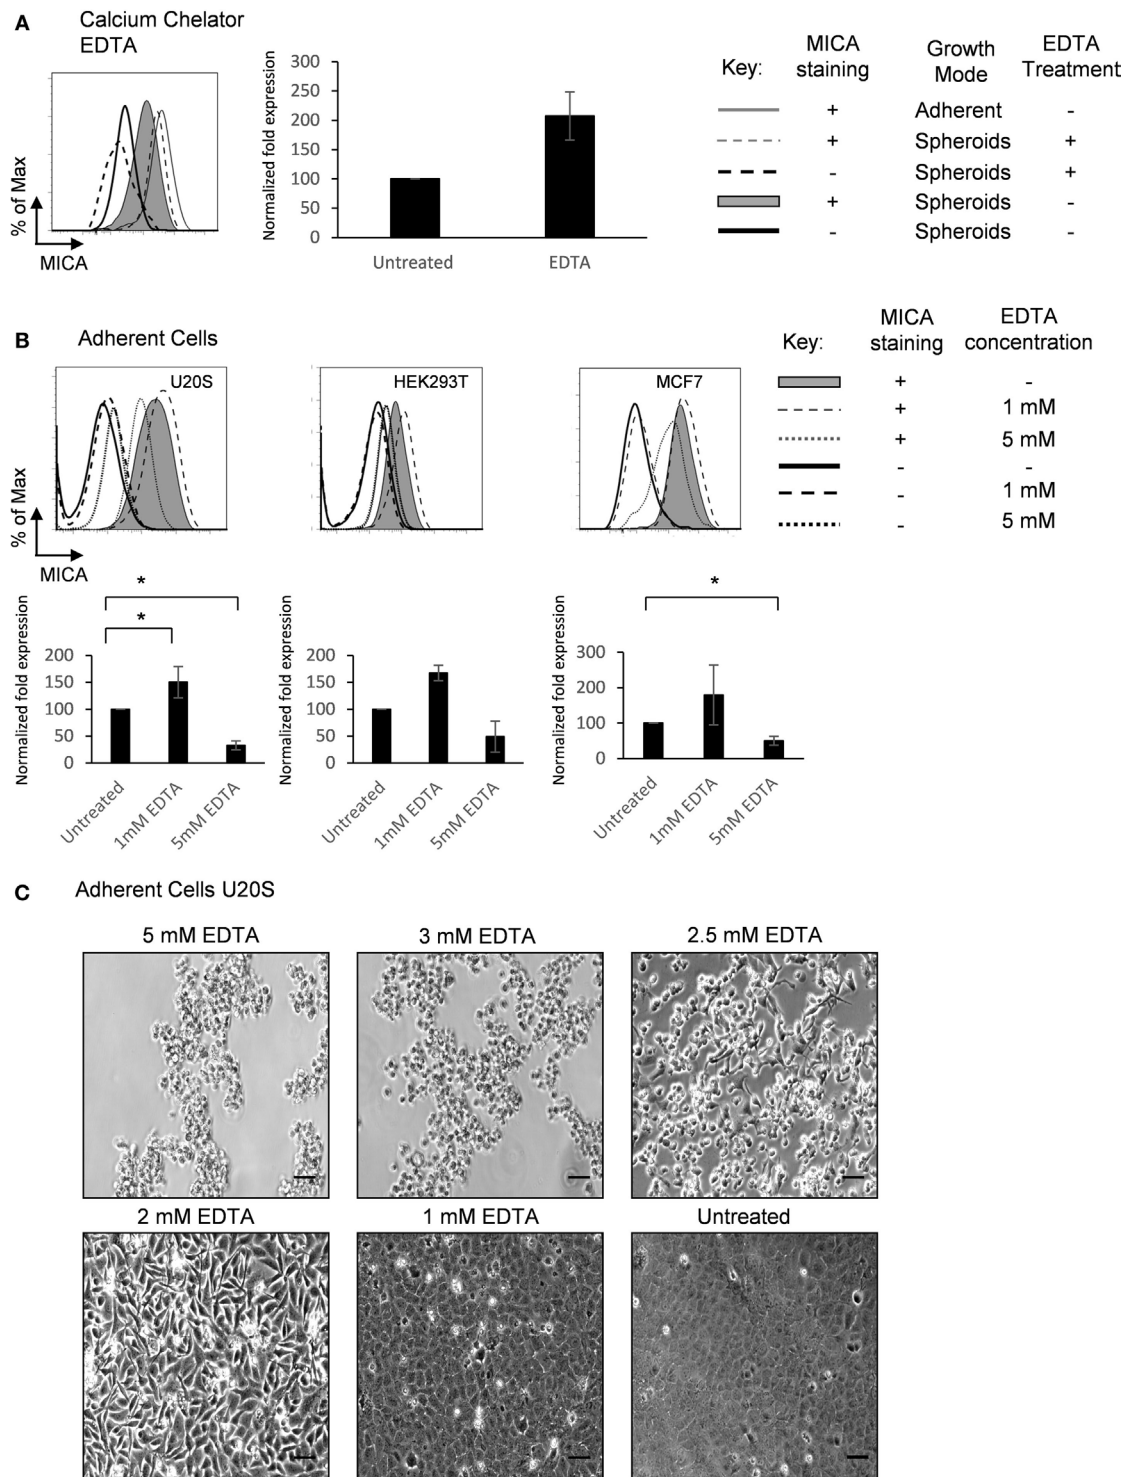 A
Calcium Chelator
EDTA
% of Max
MICA
Normalized fold expression
300
250
200
150
100
50
0
Untreated
EDTA
Key:
MICA
staining
Growth
Mode
EDTA
Treatment
+ Adherent -
+ Spheroids +
- Spheroids +
+ Spheroids -
- Spheroids -
B
Adherent Cells
U20S
HEK293T
MCF7
% of Max
MICA
Key:
MICA
staining
EDTA
concentration
+ -
+ 1 mM
+ 5 mM
- -
- 1 mM
- 5 mM
*
*
Normalized fold expression
200
150
100
50
0
Untreated
1mM EDTA
5mM EDTA
Normalized fold expression
200
150
100
50
0
Untreated
1mM EDTA
5mM EDTA
*
Normalized fold expression
300
200
100
0
Untreated
1mM EDTA
5mM EDTA
C
Adherent Cells U20S
5 mM EDTA
3 mM EDTA
2.5 mM EDTA
2 mM EDTA
1 mM EDTA
Untreated